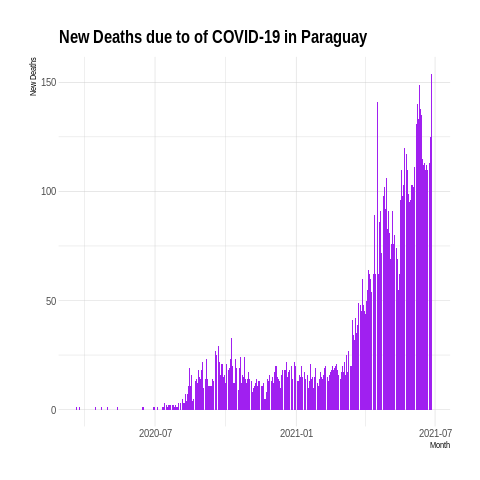 New Deaths due to of COVID-19 in Paraguay
New Deaths
150
100
50
0
2020-07
2021-01
2021-07
Month